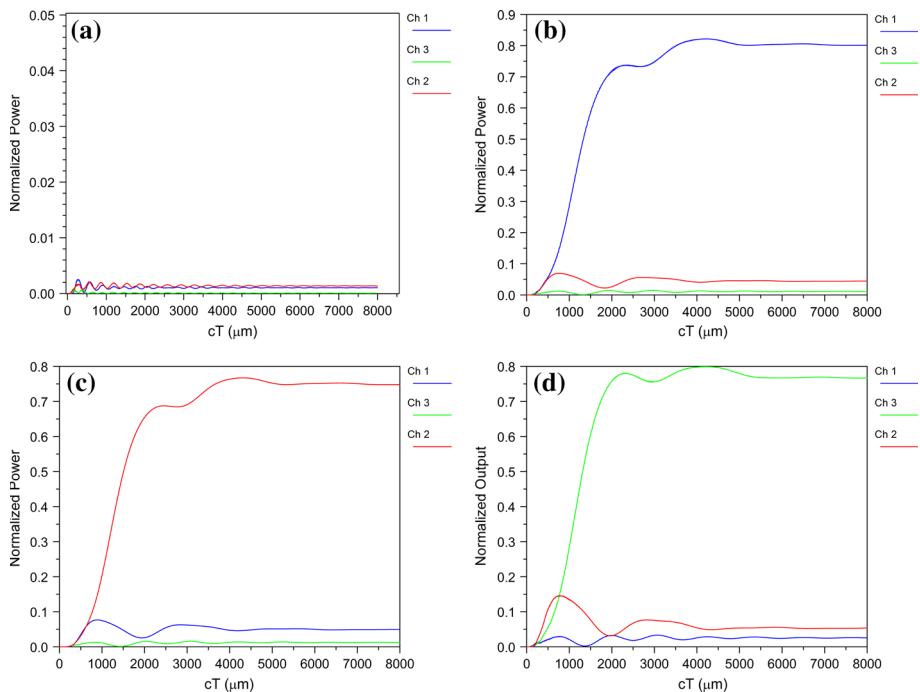 (a)
Ch 1
Ch 3
Ch 2
0.05
0.04
0.03
0.02
0.01
0.00
Normalized Power
0 1000 2000 3000 4000 5000 6000 7000 8000
cT (μm)
(b)
Ch 1
Ch 3
Ch 2
0.9
0.8
0.7
0.6
0.5
0.4
0.3
0.2
0.1
0.0
Normalized Power
0 1000 2000 3000 4000 5000 6000 7000 8000
cT (μm)
(c)
Ch 1
Ch 3
Ch 2
0.8
0.7
0.6
0.5
0.4
0.3
0.2
0.1
0.0
Normalized Power
0 1000 2000 3000 4000 5000 6000 7000 8000
cT (μm)
(d)
Ch 1
Ch 3
Ch 2
0.8
0.7
0.6
0.5
0.4
0.3
0.2
0.1
0.0
Normalized Output
0 1000 2000 3000 4000 5000 6000 7000 8000
cT (μm)